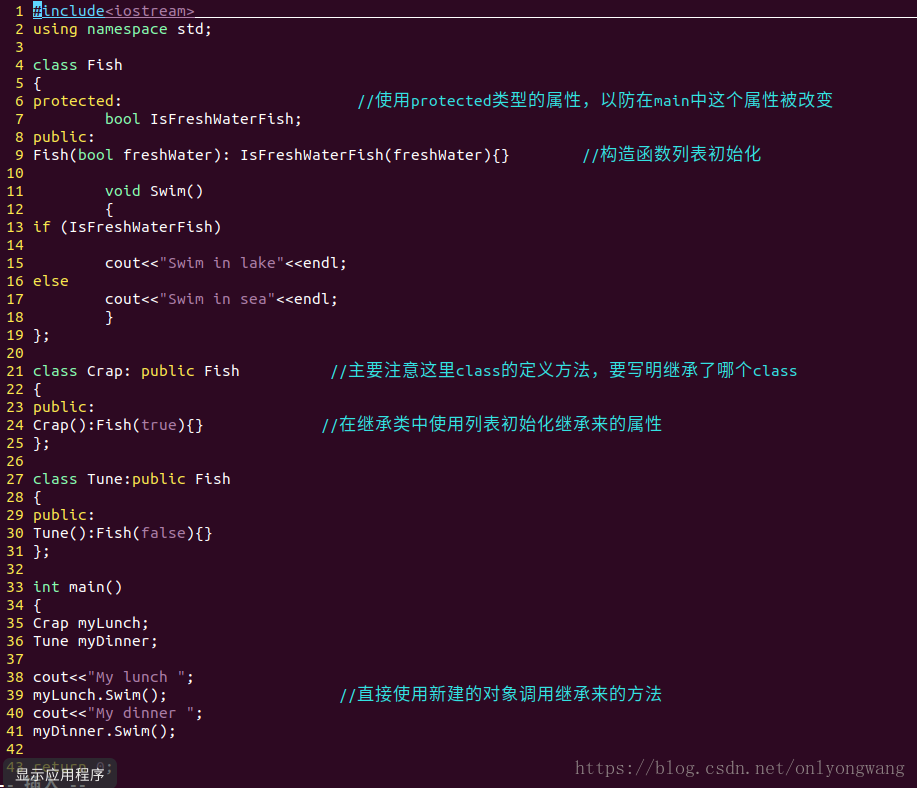 1 #include<iostream>
2 using namespace std;
3
4 class Fish
5 {
6 protected: //使用protected类型的属性，以防在main中这个属性被改变
7 bool IsFreshWaterFish;
8 public:
9 Fish(bool freshWater): IsFreshWaterFish(freshWater){} //构造函数列表初始化
10
11 void Swim()
12 {
13 if (IsFreshWaterFish)
14
15 cout<<"Swim in lake"<<endl;
16 else
17 cout<<"Swim in sea"<<endl;
18 }
19 };
20
21 class Crap: public Fish //主要注意这里class的定义方法，要写明继承了哪个class
22 {
23 public:
24 Crap():Fish(true){} //在继承类中使用列表初始化继承来的属性
25 };
26
27 class Tune:public Fish
28 {
29 public:
30 Tune():Fish(false){}
31 };
32
33 int main()
34 {
35 Crap myLunch;
36 Tune myDinner;
37
38 cout<<"My lunch ";
39 myLunch.Swim(); //直接使用新建的对象调用继承来的方法
40 cout<<"My dinner ";
41 myDinner.Swim();
42
43 return 0;
显示应用程序
-- 插入 --
https://blog.csdn.net/onlyongwang